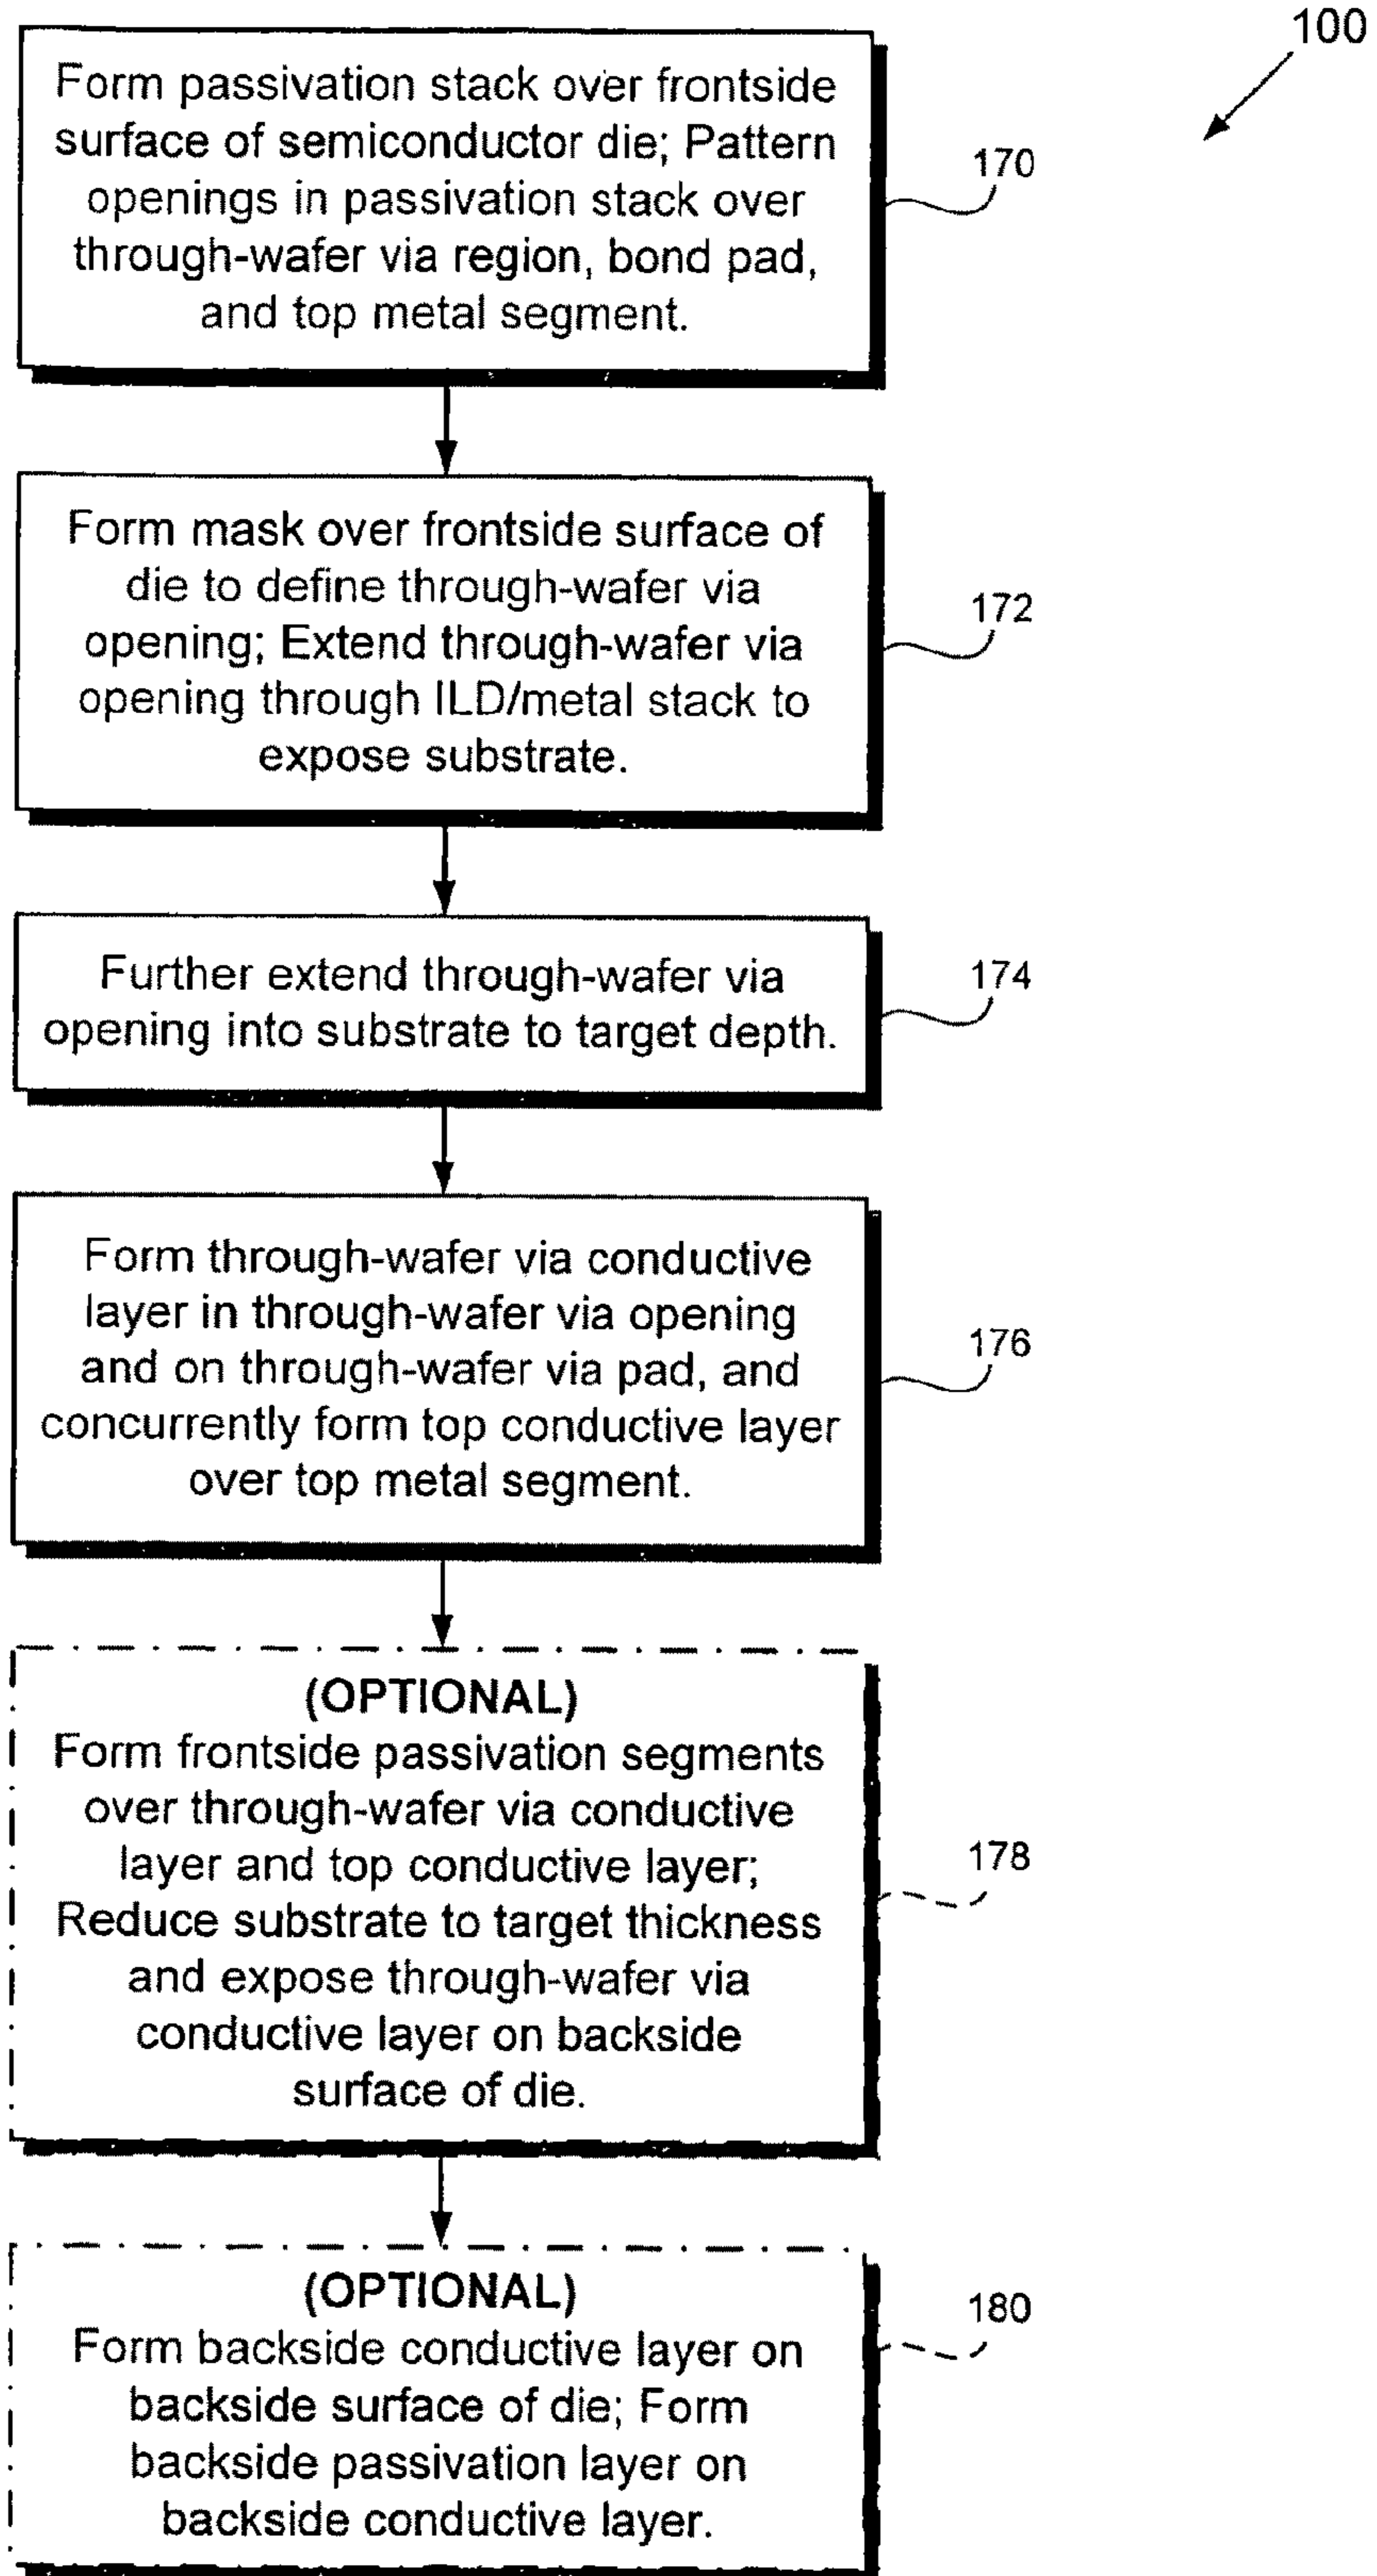 100
Form passivation stack over frontside
surface of semiconductor die; Pattern
openings in passivation stack over
through-wafer via region, bond pad,
and top metal segment.
170
Form mask over frontside surface of
die to define through-wafer via
opening; Extend through-wafer via
opening through ILD/metal stack to
expose substrate.
172
Further extend through-wafer via
opening into substrate to target depth.
174
Form through-wafer via conductive
layer in through-wafer via opening
and on through-wafer via pad, and
concurrently form top conductive layer
over top metal segment.
176
(OPTIONAL)
Form frontside passivation segments
over through-wafer via conductive
layer and top conductive layer;
Reduce substrate to target thickness
and expose through-wafer via
conductive layer on backside
surface of die.
178
(OPTIONAL)
Form backside conductive layer on
backside surface of die; Form
backside passivation layer on
backside conductive layer.
180